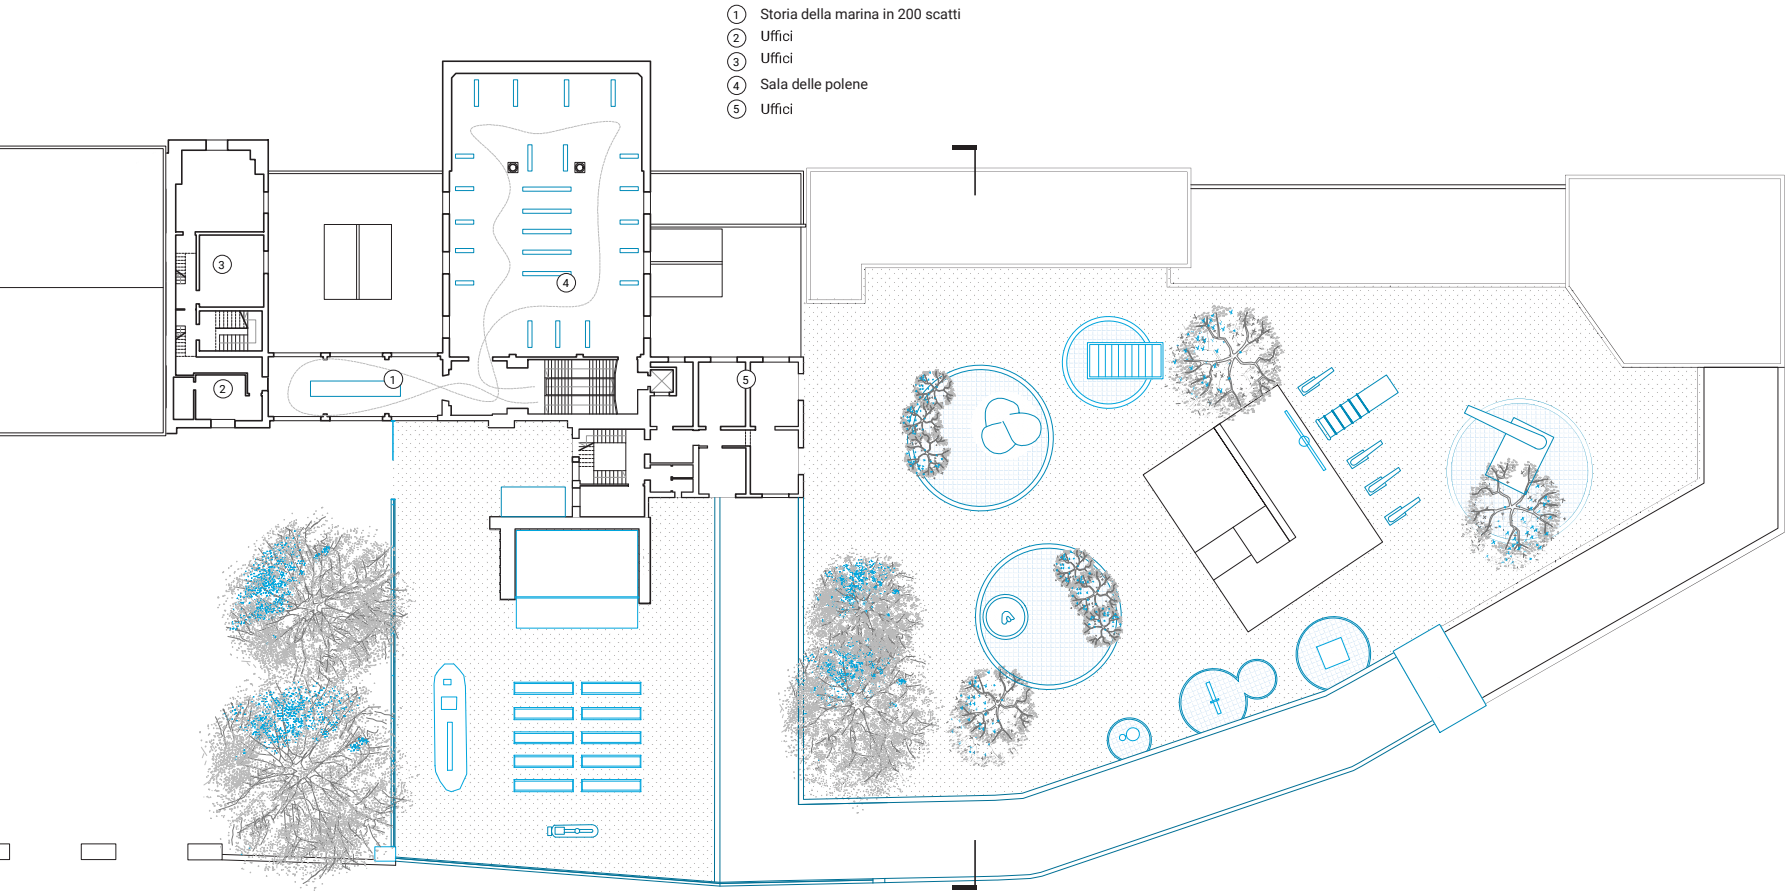 1 Storia della marina in 200 scatti
2 Uffici
3 Uffici
4 Sala delle polene
5 Uffici
3
4
1
2
5